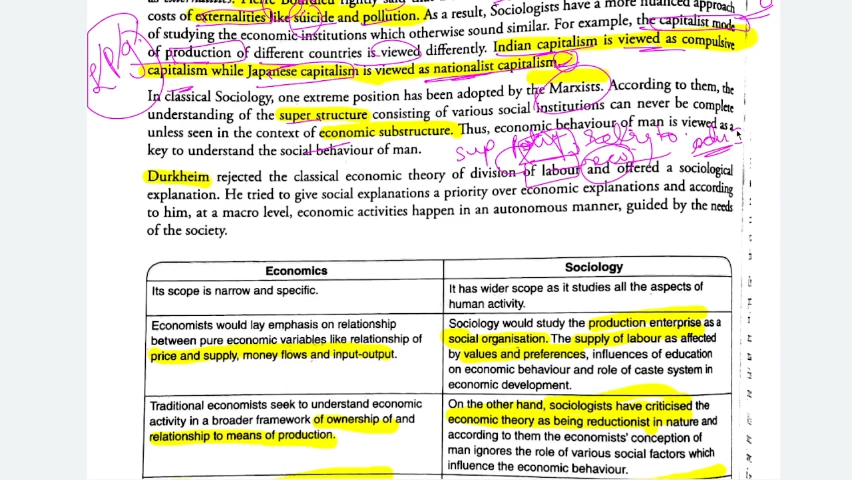 costs of externalities like suicide and pollution. As a result, Sociologists have a more nuanced approach
of studying the economic institutions which otherwise sound similar. For example, the capitalist mode
of production of different countries is viewed differently. Indian capitalism is viewed as compulsive
capitalism while Japanese capitalism is viewed as nationalist capitalism.
In classical Sociology, one extreme position has been adopted by the Marxists. According to them, the
understanding of the super structure consisting of various social institutions can never be complete
unless seen in the context of economic substructure. Thus, economic behaviour of man is viewed as a
key to understand the social behaviour of man.
sup
Durkheim rejected the classical economic theory of division of labour and offered a sociological
explanation. He tried to give social explanations a priority over economic explanations and according
to him, at a macro level, economic activities happen in an autonomous manner, guided by the needs
of the society.
Economics
Sociology
Its scope is narrow and specific.
It has wider scope as it studies all the aspects of
human activity.
Economists would lay emphasis on relationship
between pure economic variables like relationship of
price and supply, money flows and input-output.
Sociology would study the production enterprise as a
social organisation. The supply of labour as affected
by values and preferences, influences of education
on economic behaviour and role of caste system in
economic development.
Traditional economists seek to understand economic
activity in a broader framework of ownership of and
relationship to means of production.
On the other hand, sociologists have criticised the
economic theory as being reductionist in nature and
according to them the economists' conception of
man ignores the role of various social factors which
influence the economic behaviour.